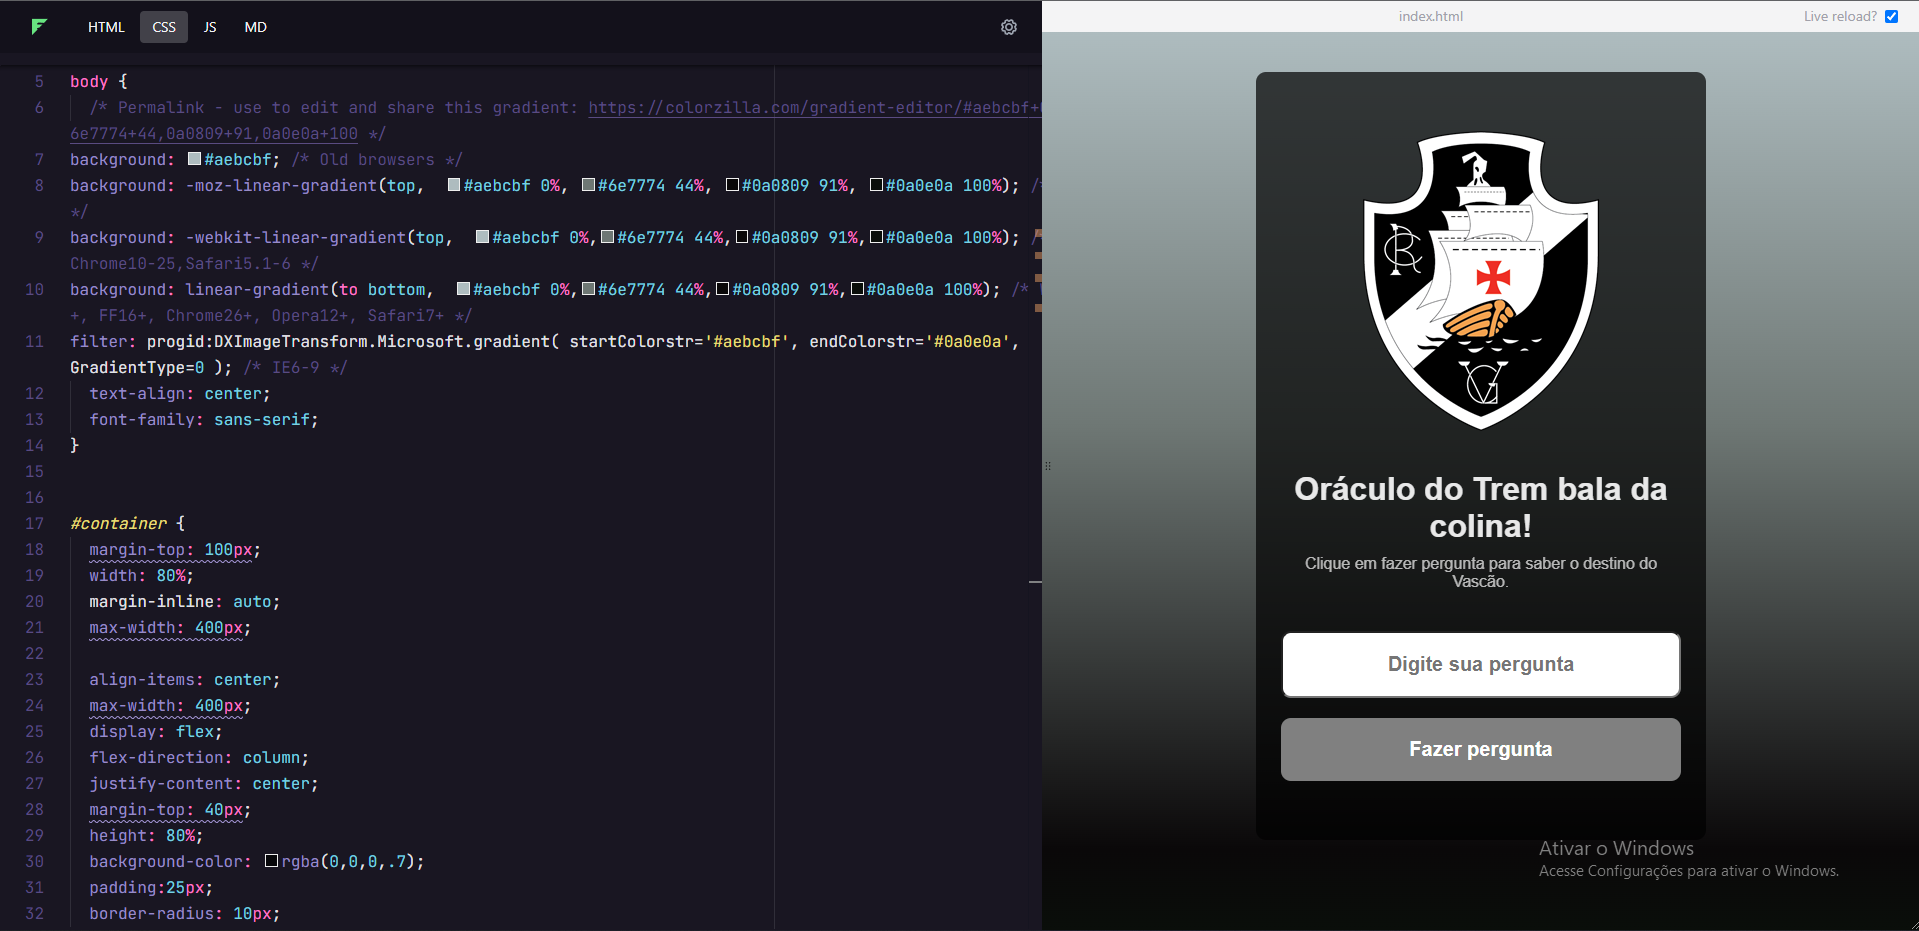 HTML CSS JS MD
5 body {
6 /* Permalink - use to edit and share this gradient: https://colorzilla.com/gradient-editor/#aebcbf+
6e7774+44,0a0809+91,0a0e0a+100 */
7 background: #aebcbf; /* Old browsers */
8 background: -moz-linear-gradient(top, #aebcbf 0%, #6e7774 44%, #0a0809 91%, #0a0e0a 100%); /*
*/
9 background: -webkit-linear-gradient(top, #aebcbf 0%,#6e7774 44%,#0a0809 91%,#0a0e0a 100%); /*
Chrome10-25,Safari5.1-6 */
10 background: linear-gradient(to bottom, #aebcbf 0%,#6e7774 44%,#0a0809 91%,#0a0e0a 100%); /*
+, FF16+, Chrome26+, Opera12+, Safari7+ */
11 filter: progid:DXImageTransform.Microsoft.gradient( startColorstr='#aebcbf', endColorstr='#0a0e0a',
GradientType=0 ); /* IE6-9 */
12 text-align: center;
13 font-family: sans-serif;
14 }
15
16
17 #container {
18 margin-top: 100px;
19 width: 80%;
20 margin-inline: auto;
21 max-width: 400px;
22
23 align-items: center;
24 max-width: 400px;
25 display: flex;
26 flex-direction: column;
27 justify-content: center;
28 margin-top: 40px;
29 height: 80%;
30 background-color: rgba(0,0,0,.7);
31 padding:25px;
32 border-radius: 10px;
index.html
Live reload?
Oráculo do Trem bala da
colina!
Clique em fazer pergunta para saber o destino do
Vascão.
Digite sua pergunta
Fazer pergunta
Ativar o Windows
Acesse Configurações para ativar o Windows.